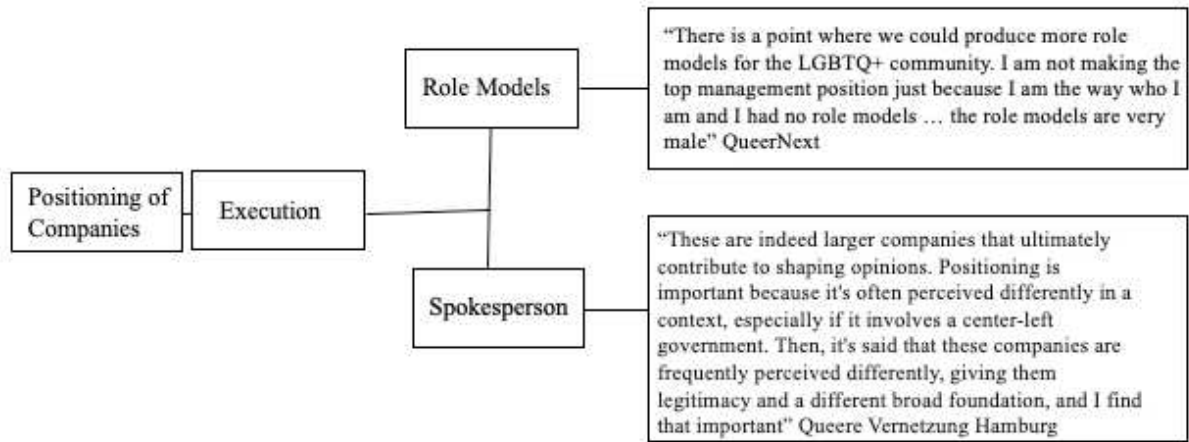 Positioning of
Companies
Execution
Role Models
“There is a point where we could produce more role
models for the LGBTQ+ community. I am not making the
top management position just because I am the way who I
am and I had no role models … the role models are very
male” QueerNext
Spokesperson
“These are indeed larger companies that ultimately
contribute to shaping opinions. Positioning is
important because it's often perceived differently in a
context, especially if it involves a center-left
government. Then, it's said that these companies are
frequently perceived differently, giving them
legitimacy and a different broad foundation, and I find
that important” Queere Vernetzung Hamburg